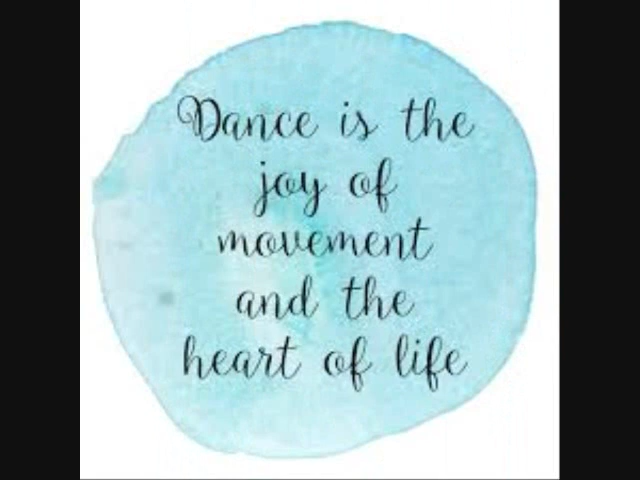 Dance is the
joy of
movement
and the
heart of life